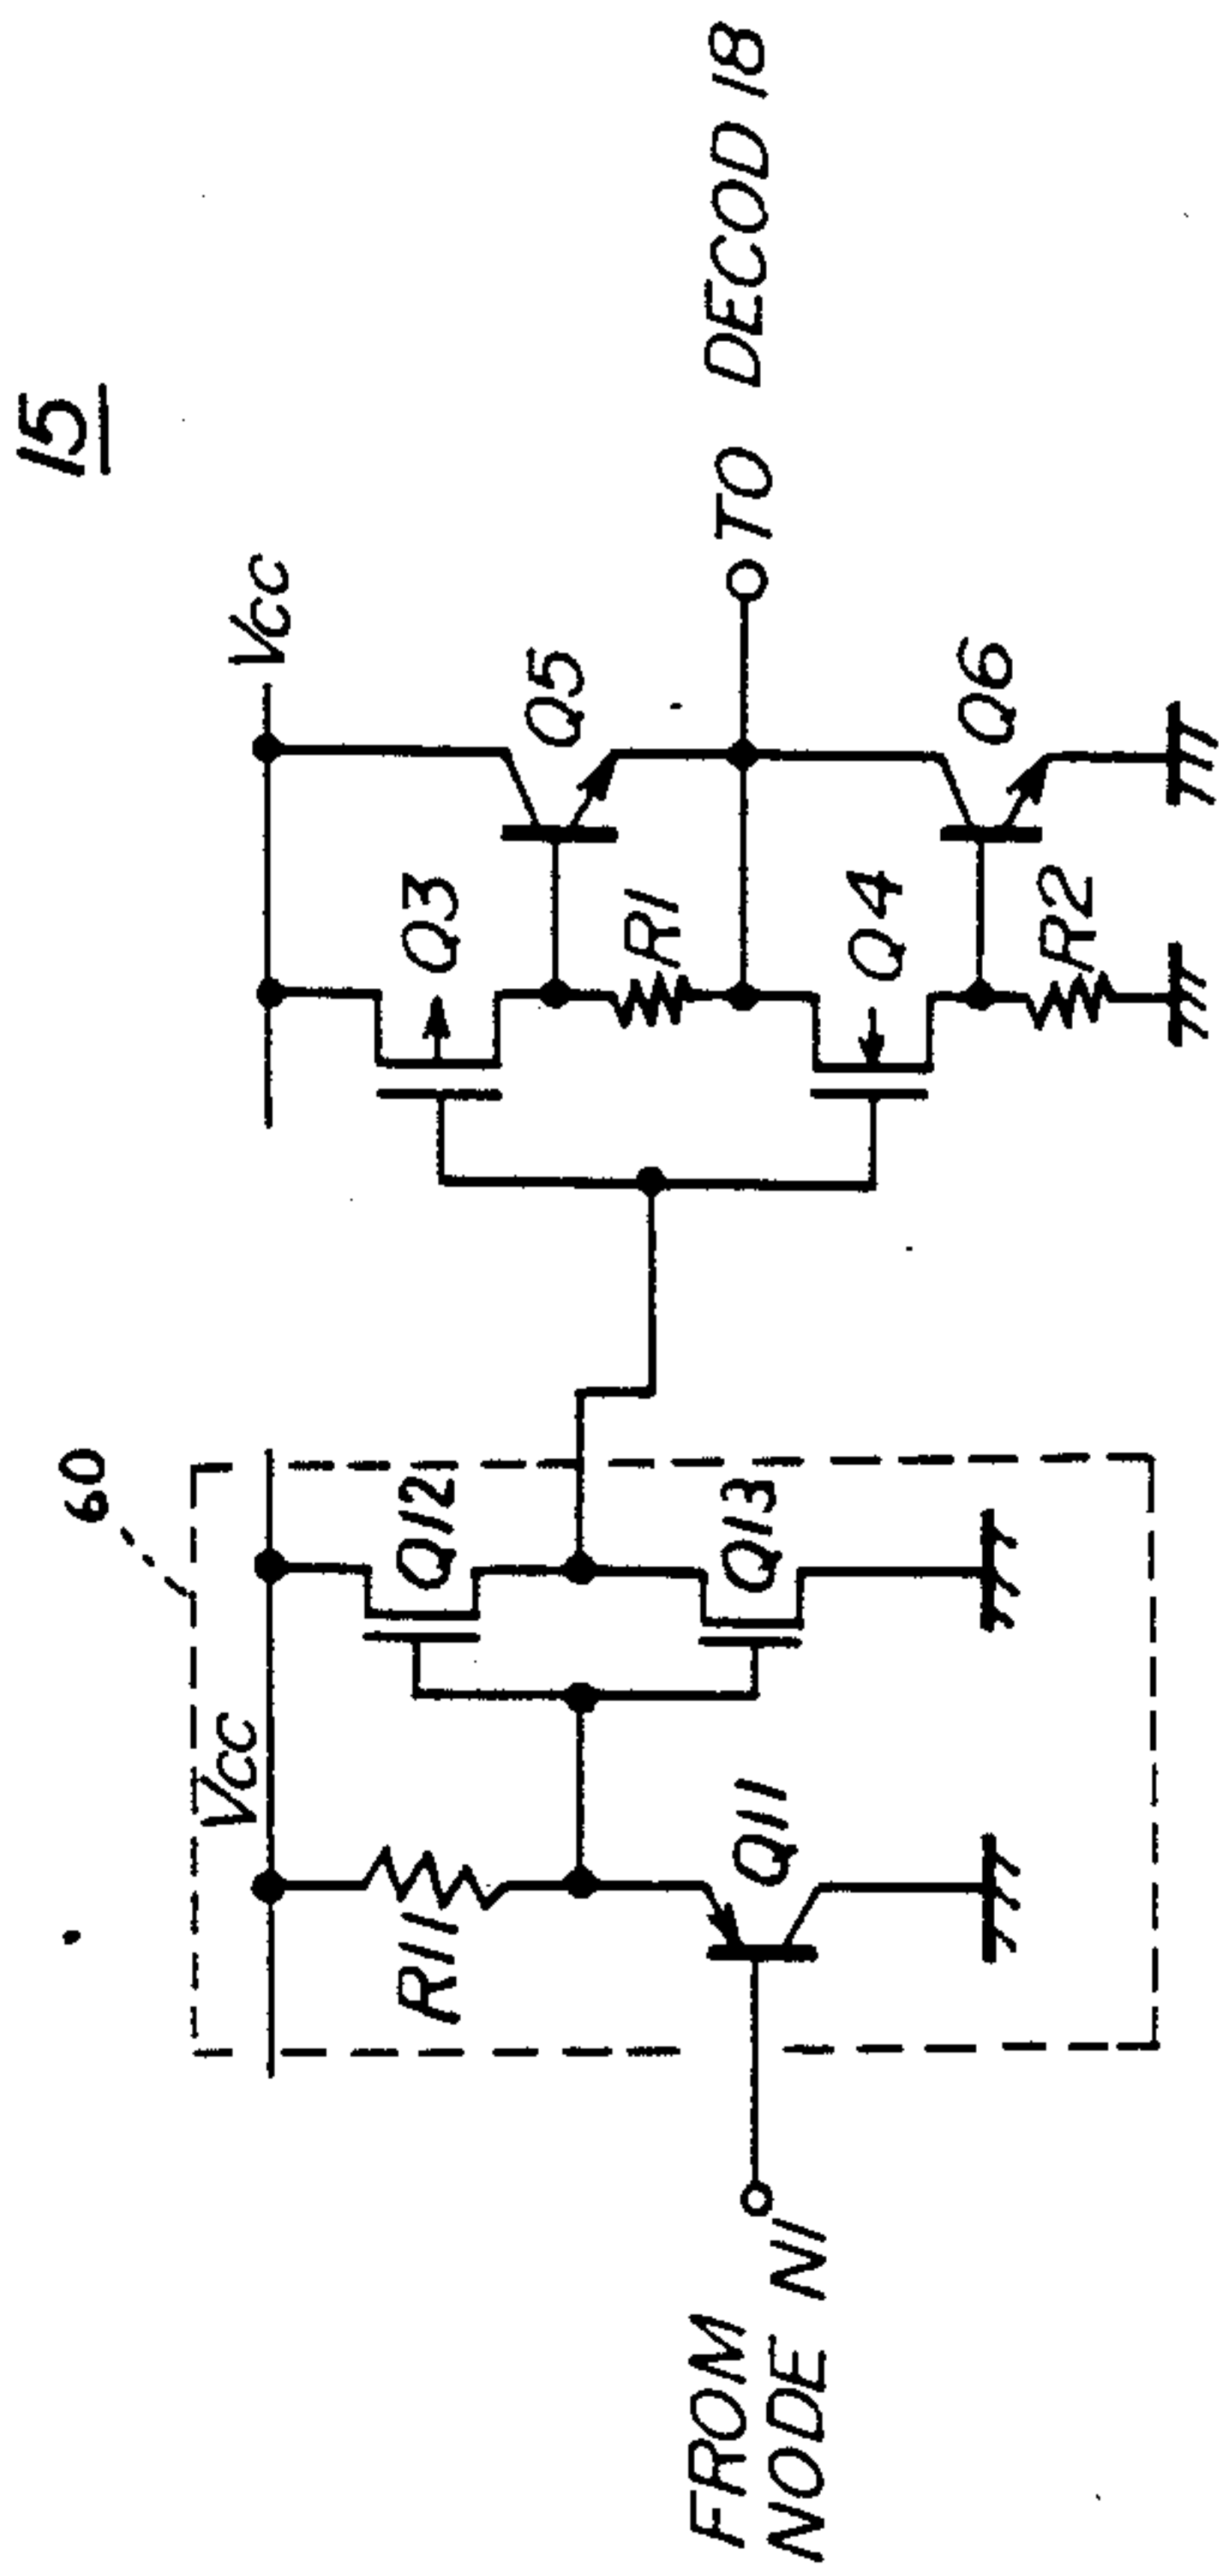 15
60
Vcc
R11
Q11
Q12
Q13
FROM
NODE N1
Vcc
Q3
Q5
R1
Q4
Q6
R2
TO DECOD 18